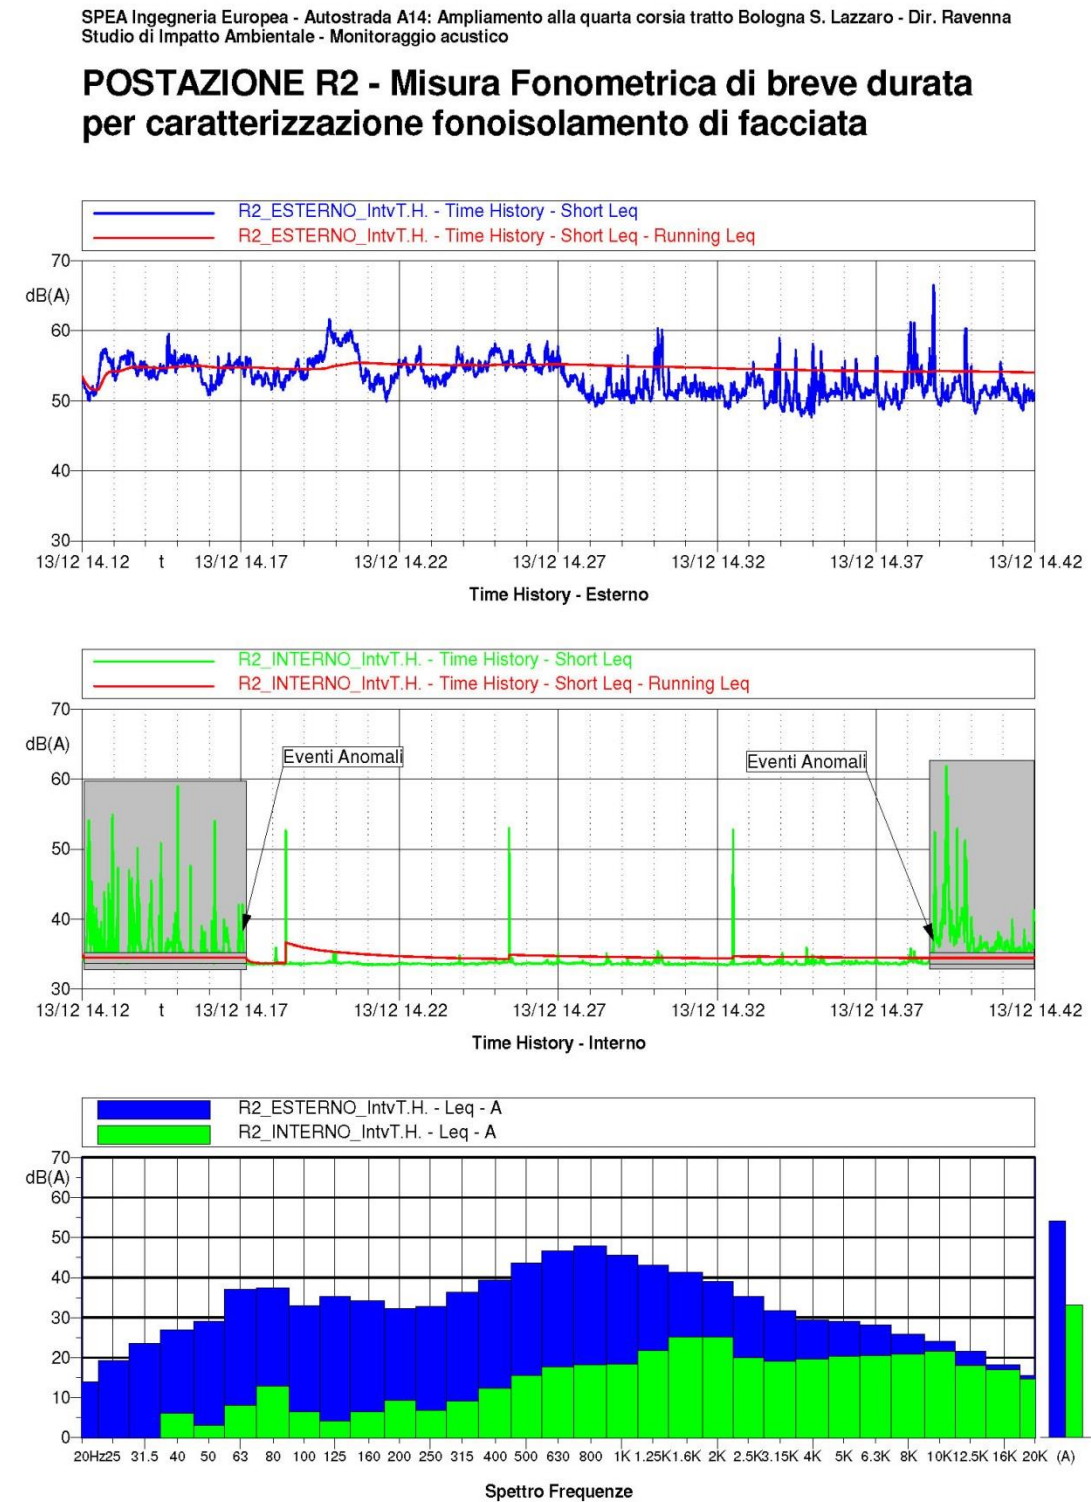 SPEA Ingegneria Europea - Autostrada A14: Ampliamento alla quarta corsia tratto Bologna S. Lazzaro - Dir. Ravenna
Studio di Impatto Ambientale - Monitoraggio acustico
POSTAZIONE R2 - Misura Fonometrica di breve durata
per caratterizzazione fonoisolamento di facciata
R2_ESTERNO_IntvT.H. - Time History - Short Leq
R2_ESTERNO_IntvT.H. - Time History - Short Leq - Running Leq
70
dB(A)
60
50
40
30
13/12 14.12 t 13/12 14.17 13/12 14.22 13/12 14.27 13/12 14.32 13/12 14.37 13/12 14.42
Time History - Esterno
R2_INTERNO_IntvT.H. - Time History - Short Leq
R2_INTERNO_IntvT.H. - Time History - Short Leq - Running Leq
70
dB(A)
Eventi Anomali Eventi Anomali
60
50
40
30
13/12 14.12 t 13/12 14.17 13/12 14.22 13/12 14.27 13/12 14.32 13/12 14.37 13/12 14.42
Time History - Interno
R2_ESTERNO_IntvT.H. - Leq - A
R2_INTERNO_IntvT.H. - Leq - A
70
dB(A)
60
50
40
30
20
10
0
20Hz 25 31.5 40 50 63 80 100 125 160 200 250 315 400 500 630 800 1K 1.25K 1.6K 2K 2.5K 3.15K 4K 5K 6.3K 8K 10K 12.5K 16K 20K (A)
Spettro Frequenze